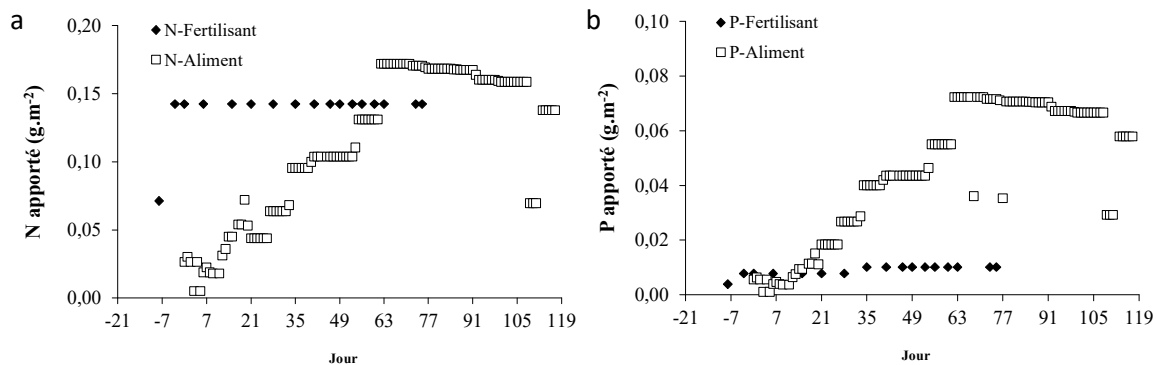 a
N-Fertilisant
N-Aliment
N apporté (g.m-2)
0,20
0,15
0,10
0,05
0,00
-21 -7 7 21 35 49 63 77 91 105 119
Jour
b
P-Fertilisant
P-Aliment
P apporté (g.m-2)
0,10
0,08
0,06
0,04
0,02
0,00
-21 -7 7 21 35 49 63 77 91 105 119
Jour